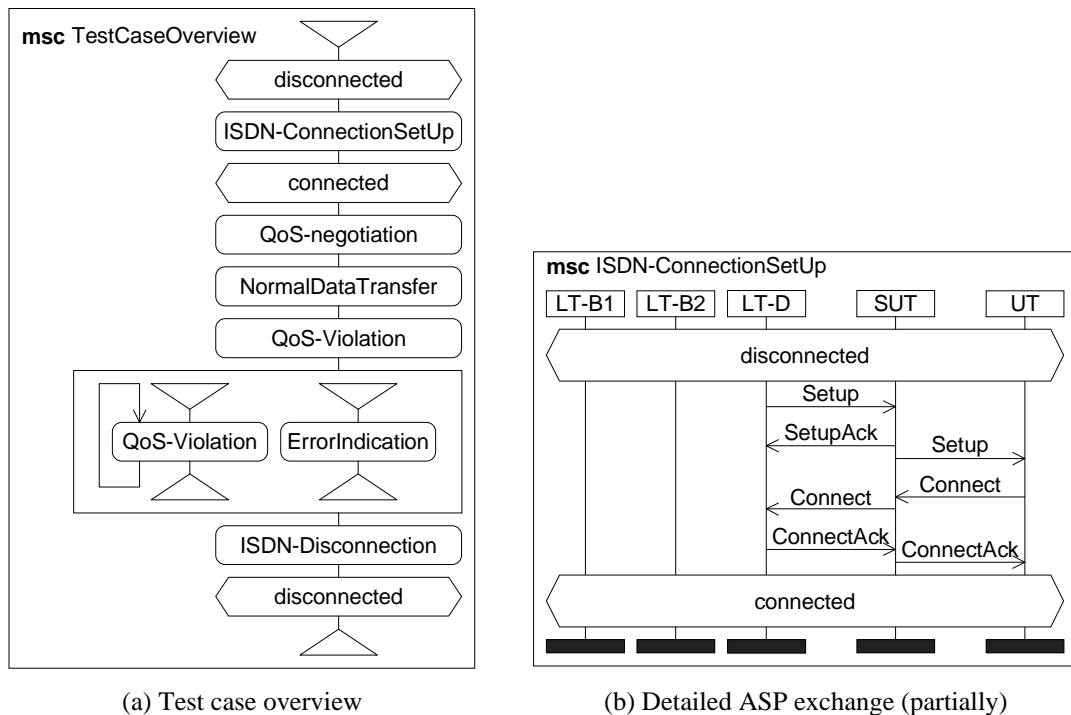 msc TestCaseOverview
disconnected
ISDN-ConnectionSetUp
connected
QoS-negotiation
NormalDataTransfer
QoS-Violation
QoS-Violation ErrorIndication
ISDN-Disconnection
disconnected
(a) Test case overview
msc ISDN-ConnectionSetUp
LT-B1 LT-B2 LT-D SUT UT
disconnected
Setup
SetupAck
Setup
Connect
Connect
ConnectAck
ConnectAck
connected
(b) Detailed ASP exchange (partially)